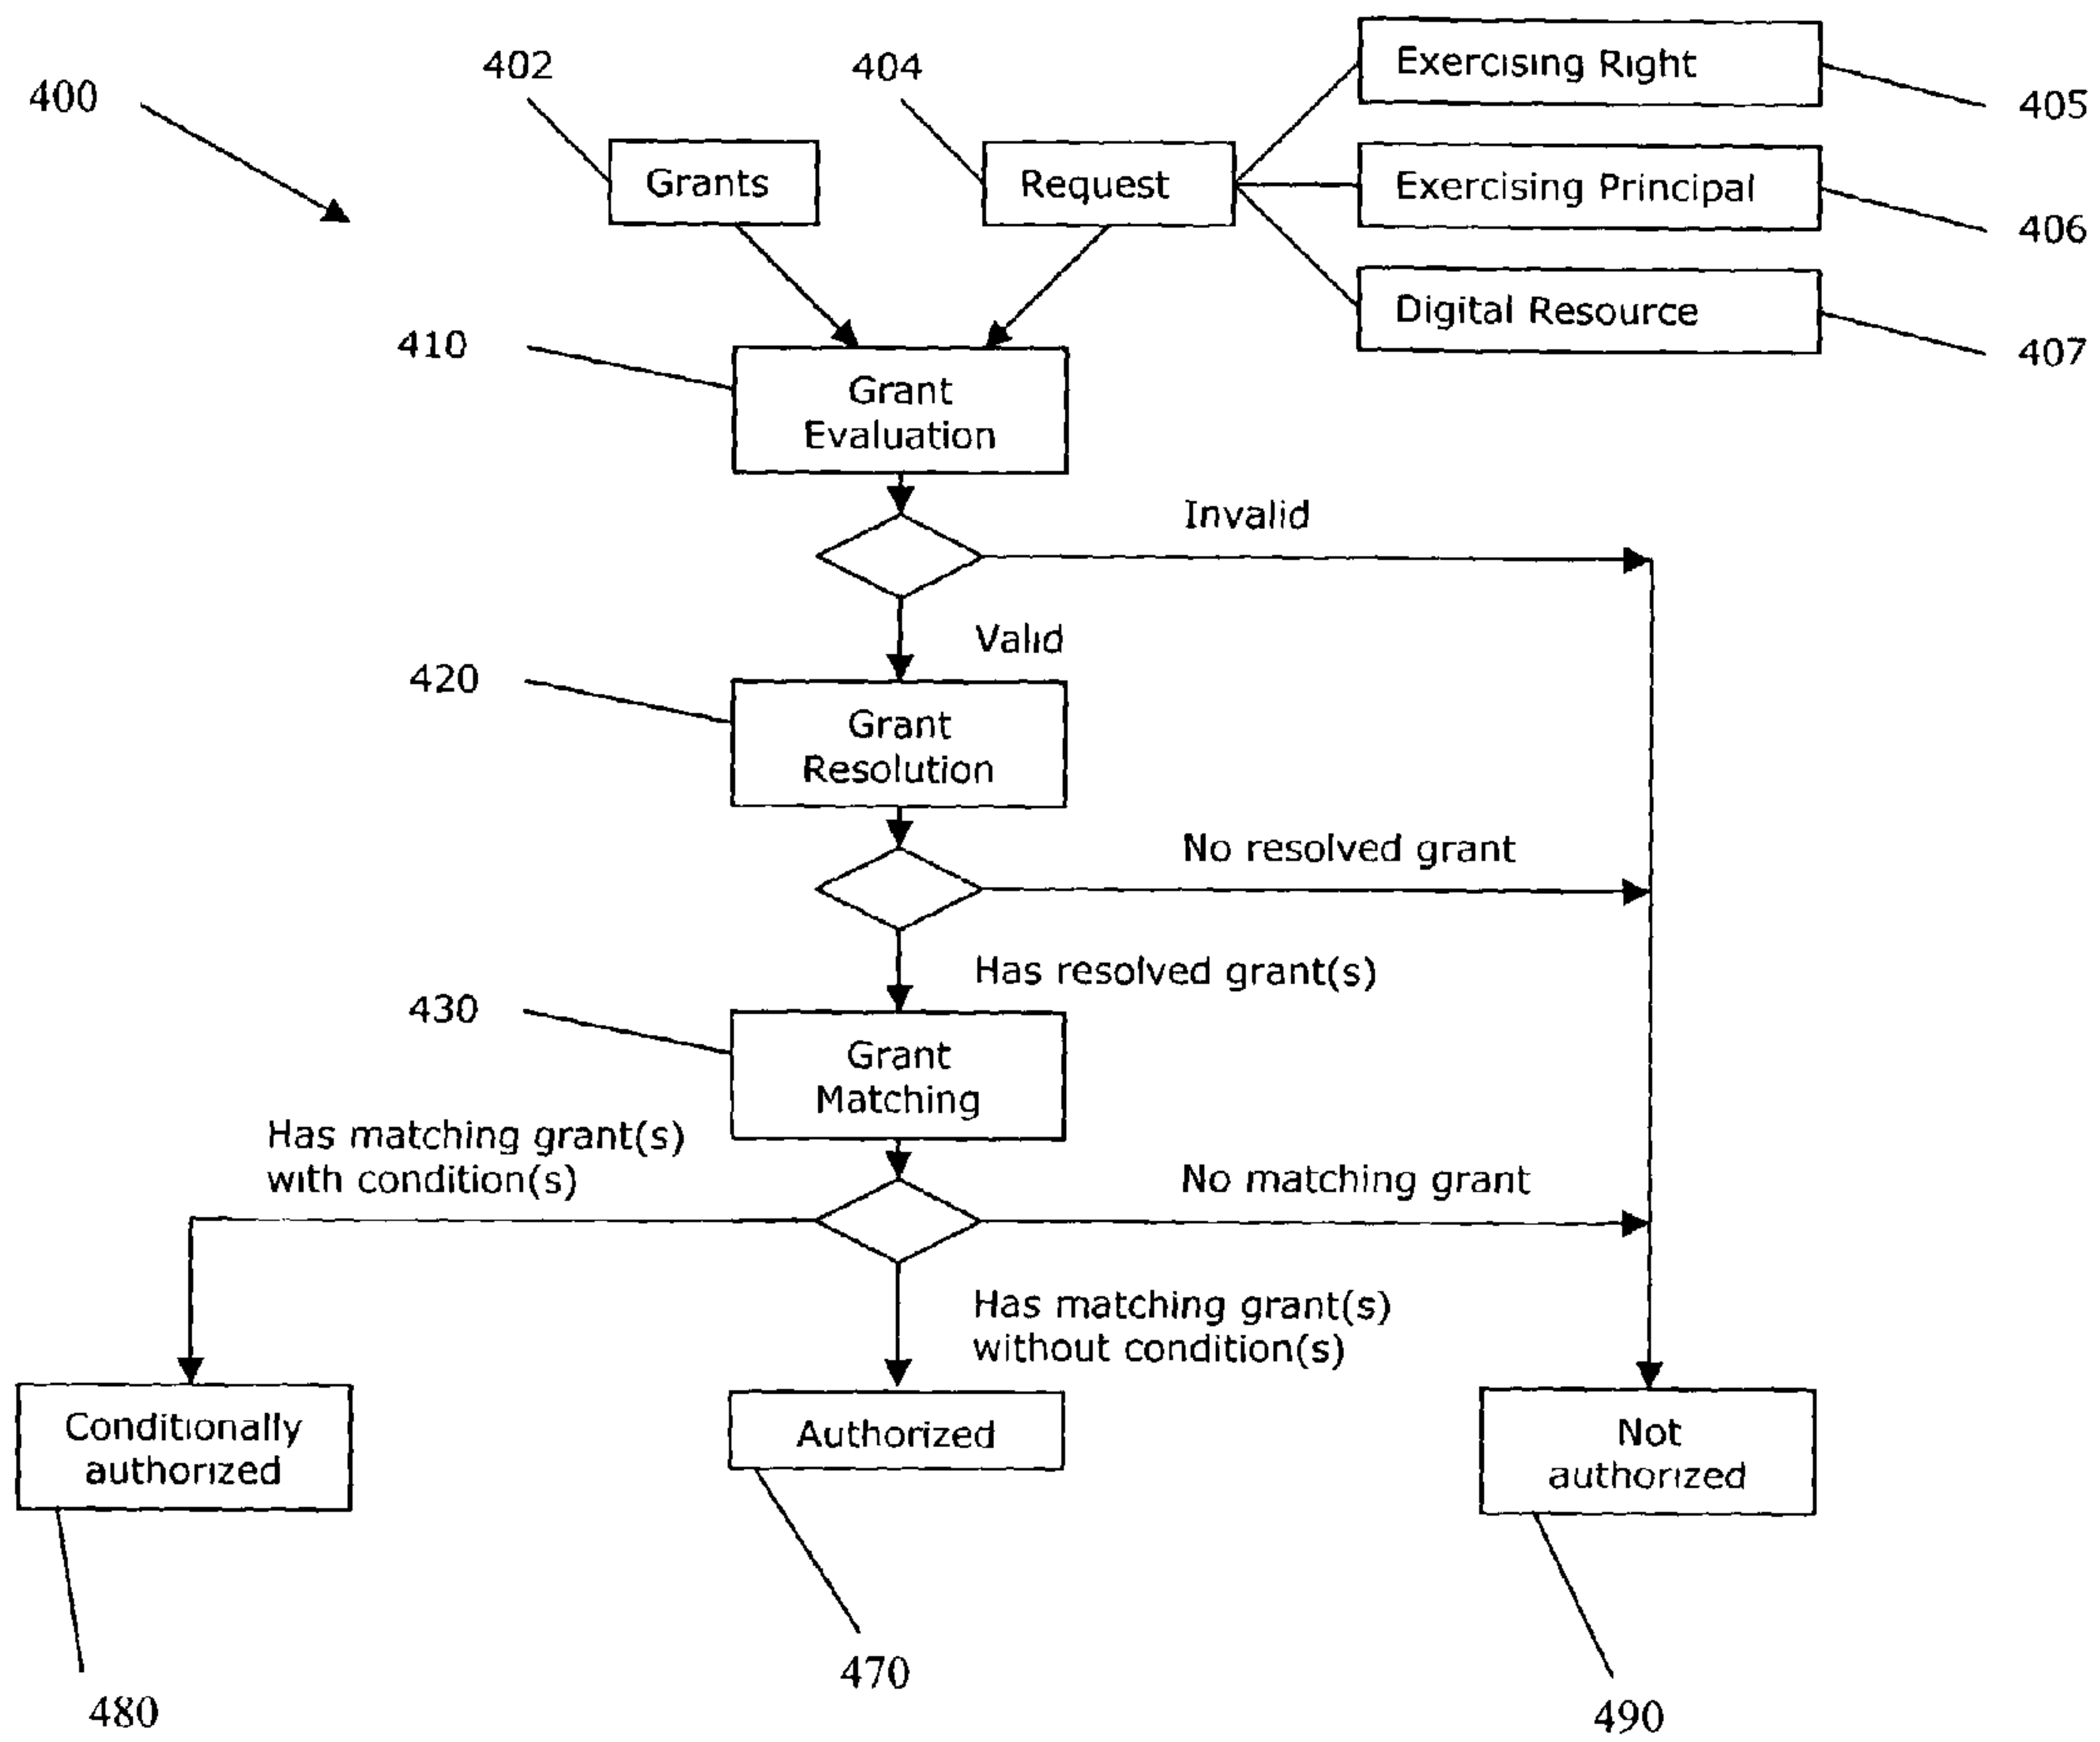 400
402
404
Exercising Right
405
Grants
Request
Exercising Principal
406
Digital Resource
407
410
Grant
Evaluation
Invalid
Valid
420
Grant
Resolution
No resolved grant
Has resolved grant(s)
430
Grant
Matching
Has matching grant(s)
with condition(s)
No matching grant
Has matching grant(s)
without condition(s)
Conditionally
authorized
Authorized
Not
authorized
480
470
490